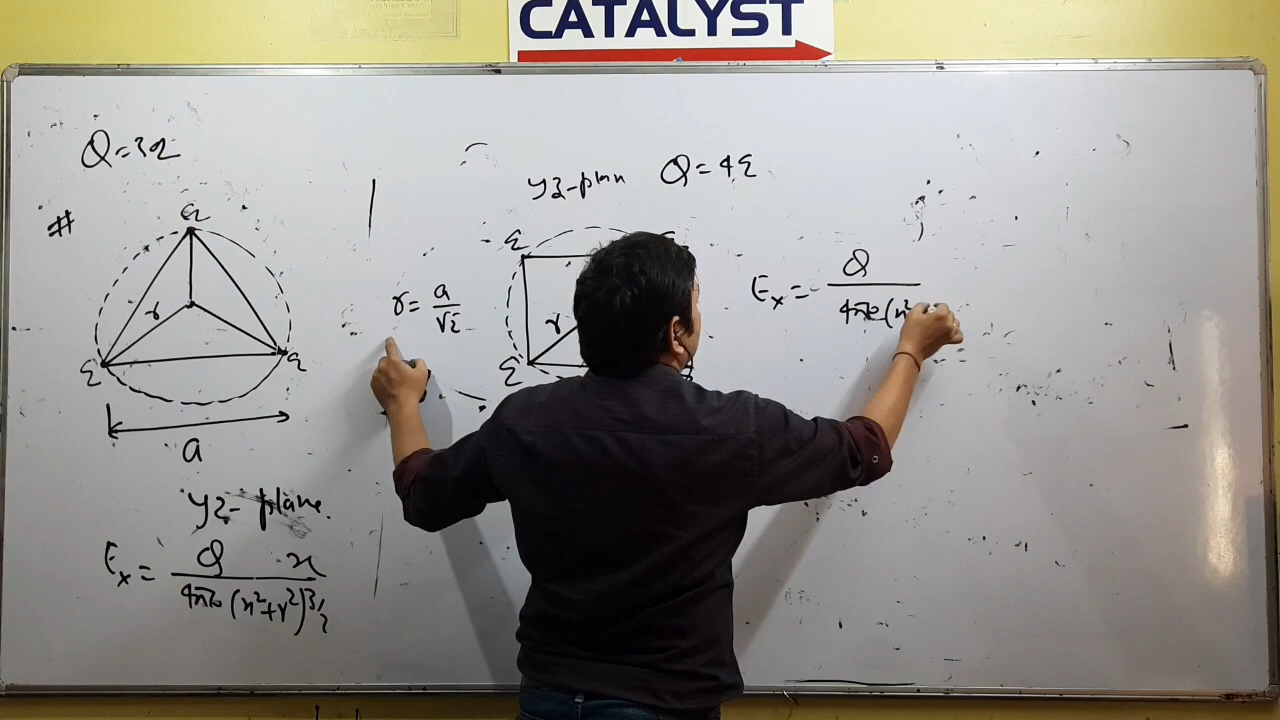 CATALYST
Q=3q
#
q
r
q
q
a
yz-plane.
Ex = Q x / 4πε0 (x²+r²)^3/2
r = a/√2
yz-plan Q = 4q
q
r
q
Ex = Q / 4πε0(x²